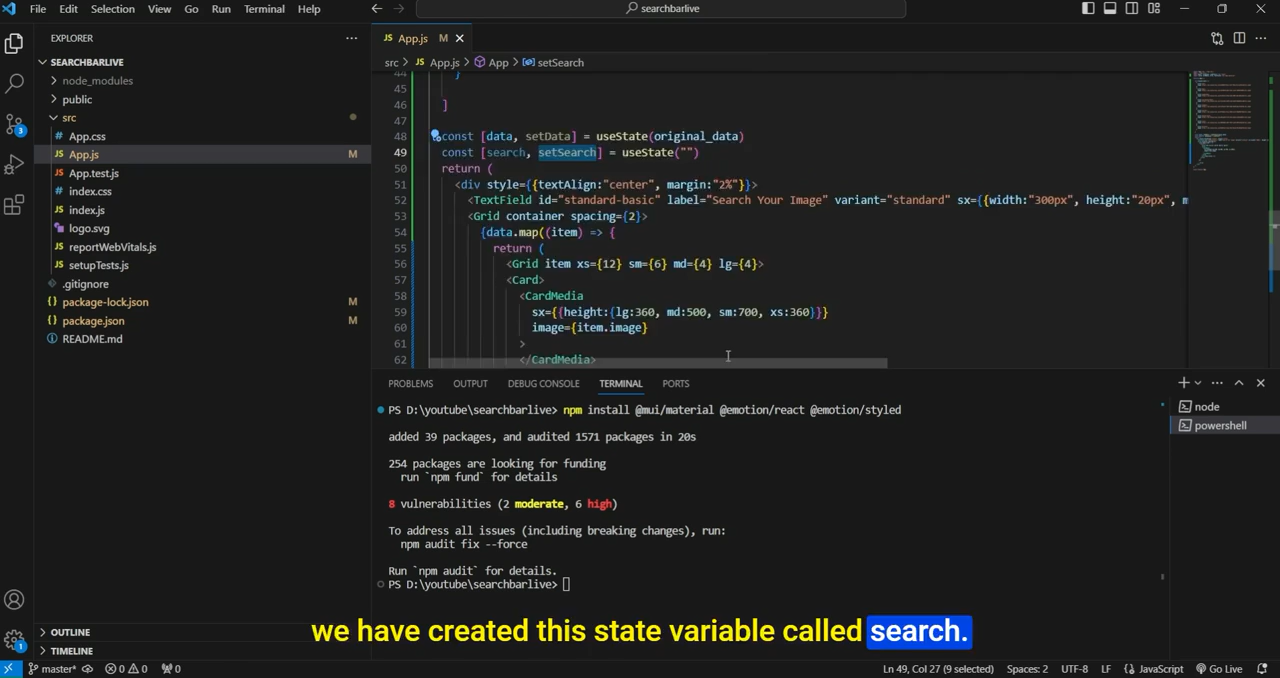 File Edit Selection View Go Run Terminal Help
searchbarlive
EXPLORER
SEARCHBARLIVE
node_modules
public
src
App.css
App.js M
App.test.js
index.css
index.js
logo.svg
reportWebVitals.js
setupTests.js
.gitignore
package-lock.json M
package.json M
README.md
OUTLINE
TIMELINE
JS App.js M
src > JS App.js > App > setSearch
44 }
45
46 ]
47
48 const [data, setData] = useState(original_data)
49 const [search, setSearch] = useState("")
50 return (
51 <div style={{textAlign:"center", margin:"2%"}}>
52 <TextField id="standard-basic" label="Search Your Image" variant="standard" sx={{width:"300px", height:"20px", m
53 <Grid container spacing={2}>
54 {data.map((item) => {
55 return (
56 <Grid item xs={12} sm={6} md={4} lg={4}>
57 <Card>
58 <CardMedia
59 sx={{height:{lg:360, md:500, sm:700, xs:360}}}
60 image={item.image}
61 >
62 </CardMedia>
PROBLEMS OUTPUT DEBUG CONSOLE TERMINAL PORTS
node
powershell
PS D:\youtube\searchbarlive> npm install @mui/material @emotion/react @emotion/styled
added 39 packages, and audited 1571 packages in 20s
254 packages are looking for funding
run `npm fund` for details
8 vulnerabilities (2 moderate, 6 high)
To address all issues (including breaking changes), run:
npm audit fix --force
Run `npm audit` for details.
PS D:\youtube\searchbarlive>
we have created this state variable called search.
master* 0 0 0 Ln 49, Col 27 (9 selected) Spaces: 2 UTF-8 LF JavaScript Go Live